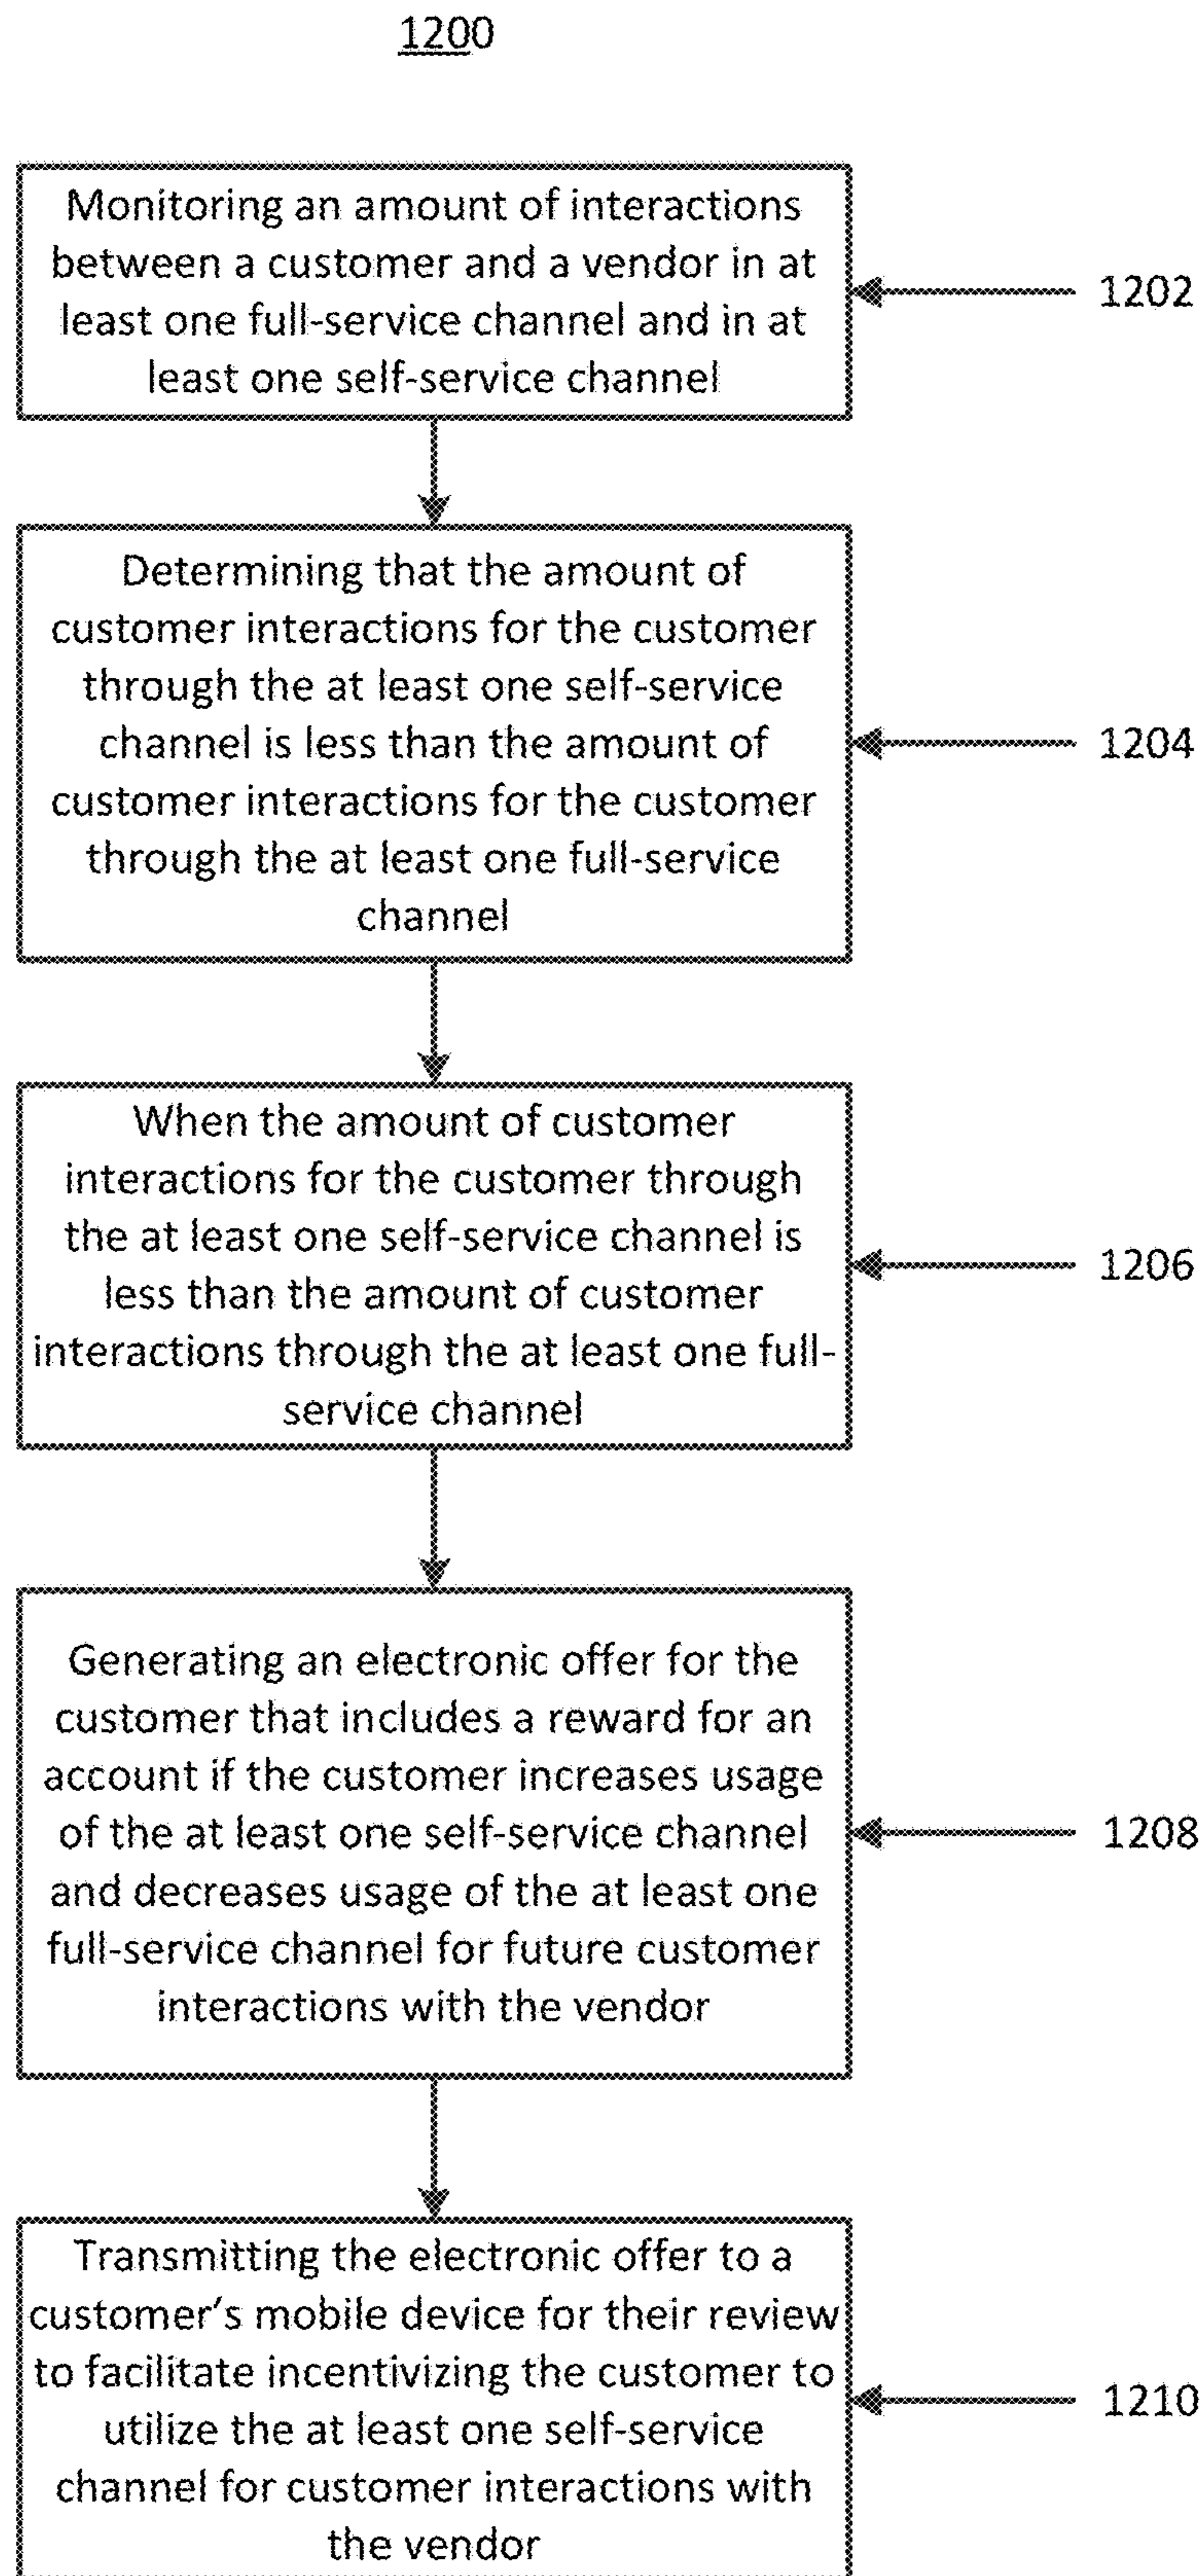 1200
Monitoring an amount of interactions
between a customer and a vendor in at
least one full-service channel and in at
least one self-service channel
1202
Determining that the amount of
customer interactions for the customer
through the at least one self-service
channel is less than the amount of
customer interactions for the customer
through the at least one full-service
channel
1204
When the amount of customer
interactions for the customer through
the at least one self-service channel is
less than the amount of customer
interactions through the at least one full-
service channel
1206
Generating an electronic offer for the
customer that includes a reward for an
account if the customer increases usage
of the at least one self-service channel
and decreases usage of the at least one
full-service channel for future customer
interactions with the vendor
1208
Transmitting the electronic offer to a
customer's mobile device for their review
to facilitate incentivizing the customer to
utilize the at least one self-service
channel for customer interactions with
the vendor
1210